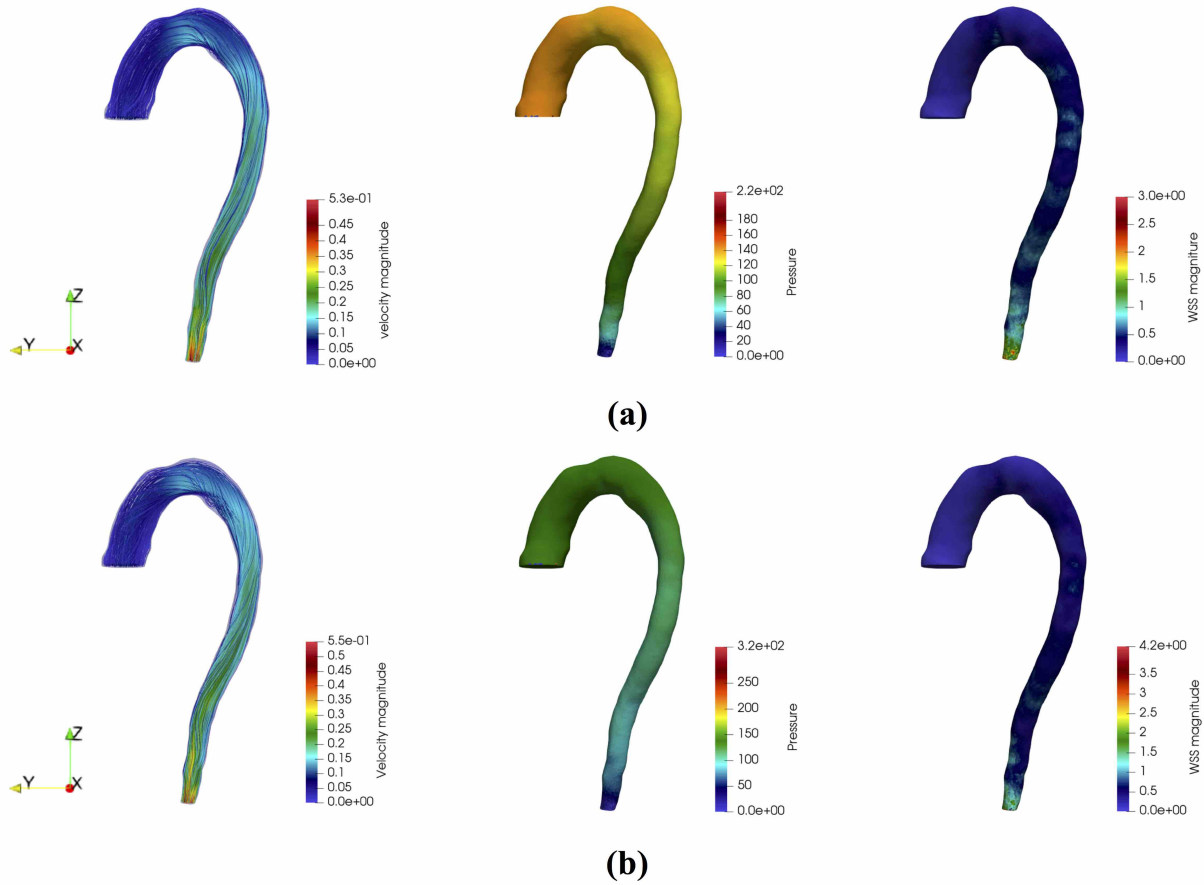 5.3e-01
0.45
0.4
0.35
0.3
0.25
0.2
0.15
0.1
0.05
0.0e+00
velocity magnitude
Z
Y
X
2.2e+02
180
160
140
120
100
80
60
40
20
0.0e+00
Pressure
3.0e+00
2.5
2
1.5
1
0.5
0.0e+00
WSS magniture
(a)
5.5e-01
0.5
0.45
0.4
0.35
0.3
0.25
0.2
0.15
0.1
0.05
0.0e+00
Velocity magnitude
Z
Y
X
3.2e+02
250
200
150
100
50
0.0e+00
Pressure
4.2e+00
3.5
3
2.5
2
1.5
1
0.5
0.0e+00
WSS magnitude
(b)